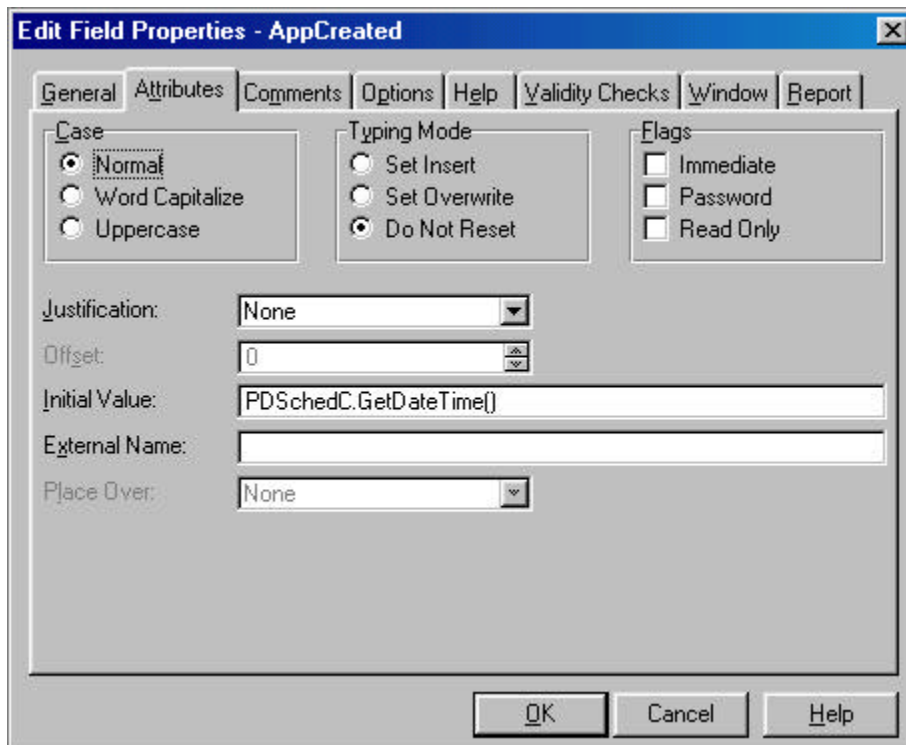 Edit Field Properties - AppCreated
General Attributes Comments Options Help Validity Checks Window Report
Case Typing Mode Flags
Normal Set Insert Immediate
Word Capitalize Set Overwrite Password
Uppercase Do Not Reset Read Only
Justification: None
Offset: 0
Initial Value: PDSchedC.GetDateTime()
External Name:
Place Over: None
OK Cancel Help